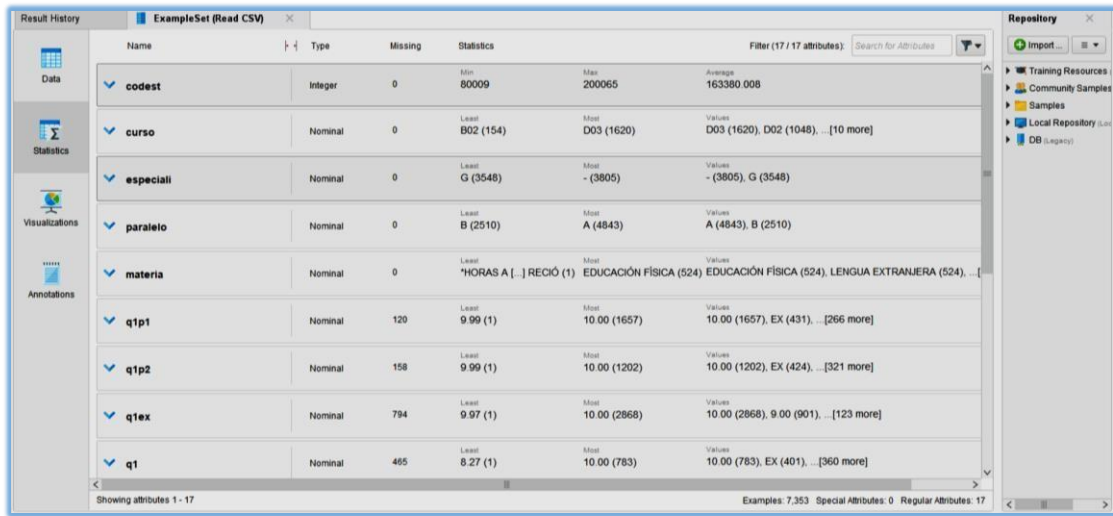 Result History
ExampleSet (Read CSV)
Repository
Name Type Missing Statistics Filter (17 / 17 attributes): Search for Attributes
Import...
Data
Statistics
Visualizations
Annotations
codest Integer 0 Min 80009 Max 200065 Average 163380.008
curso Nominal 0 Least B02 (154) Most D03 (1620) Values D03 (1620), D02 (1048), ...[10 more]
especiali Nominal 0 Least G (3548) Most - (3805) Values - (3805), G (3548)
paralelo Nominal 0 Least B (2510) Most A (4843) Values A (4843), B (2510)
materia Nominal 0 Least *HORAS A [...] RECIÓ (1) Most EDUCACIÓN FÍSICA (524) Values EDUCACIÓN FÍSICA (524), LENGUA EXTRANJERA (524), ...[
q1p1 Nominal 120 Least 9.99 (1) Most 10.00 (1657) Values 10.00 (1657), EX (431), ...[266 more]
q1p2 Nominal 158 Least 9.99 (1) Most 10.00 (1202) Values 10.00 (1202), EX (424), ...[321 more]
q1ex Nominal 794 Least 9.97 (1) Most 10.00 (2868) Values 10.00 (2868), 9.00 (901), ...[123 more]
q1 Nominal 465 Least 8.27 (1) Most 10.00 (783) Values 10.00 (783), EX (401), ...[360 more]
Showing attributes 1 - 17
Examples: 7,353 Special Attributes: 0 Regular Attributes: 17
Training Resources
Community Samples
Samples
Local Repository (Loc
DB (Legacy)